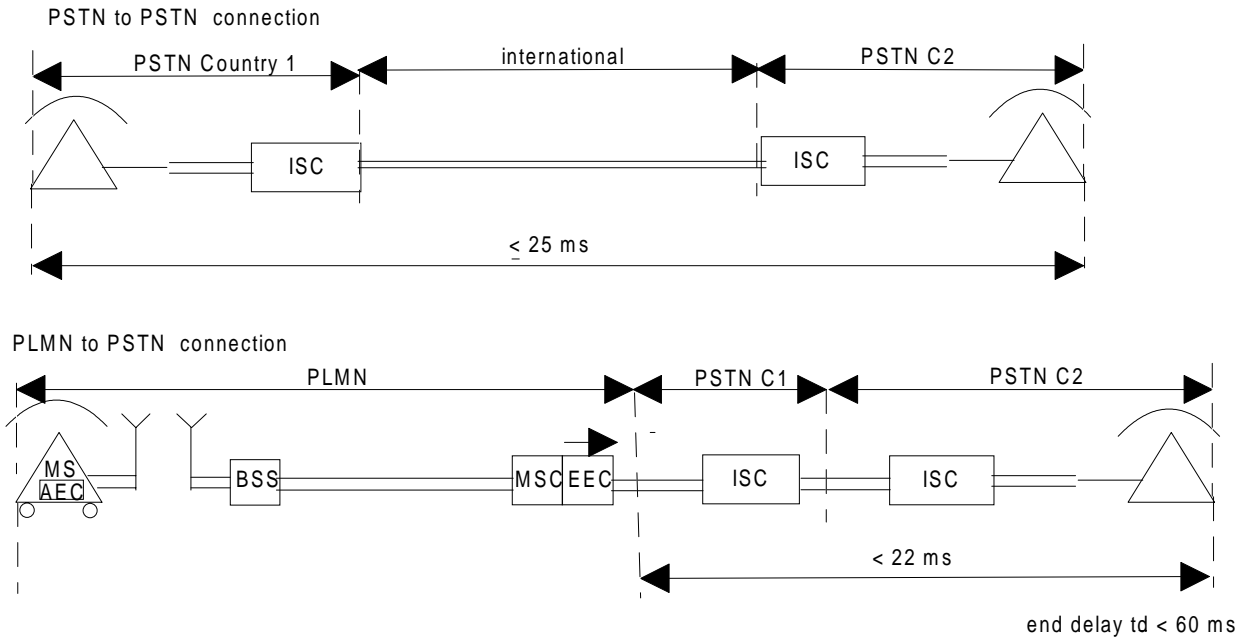 PSTN to PSTN connection
PSTN Country 1
international
PSTN C2
ISC
ISC
≤ 25 ms
PLMN to PSTN connection
PLMN
PSTN C1
PSTN C2
MS
AEC
BSS
MSC
EEC
ISC
ISC
< 22 ms
end delay td < 60 ms